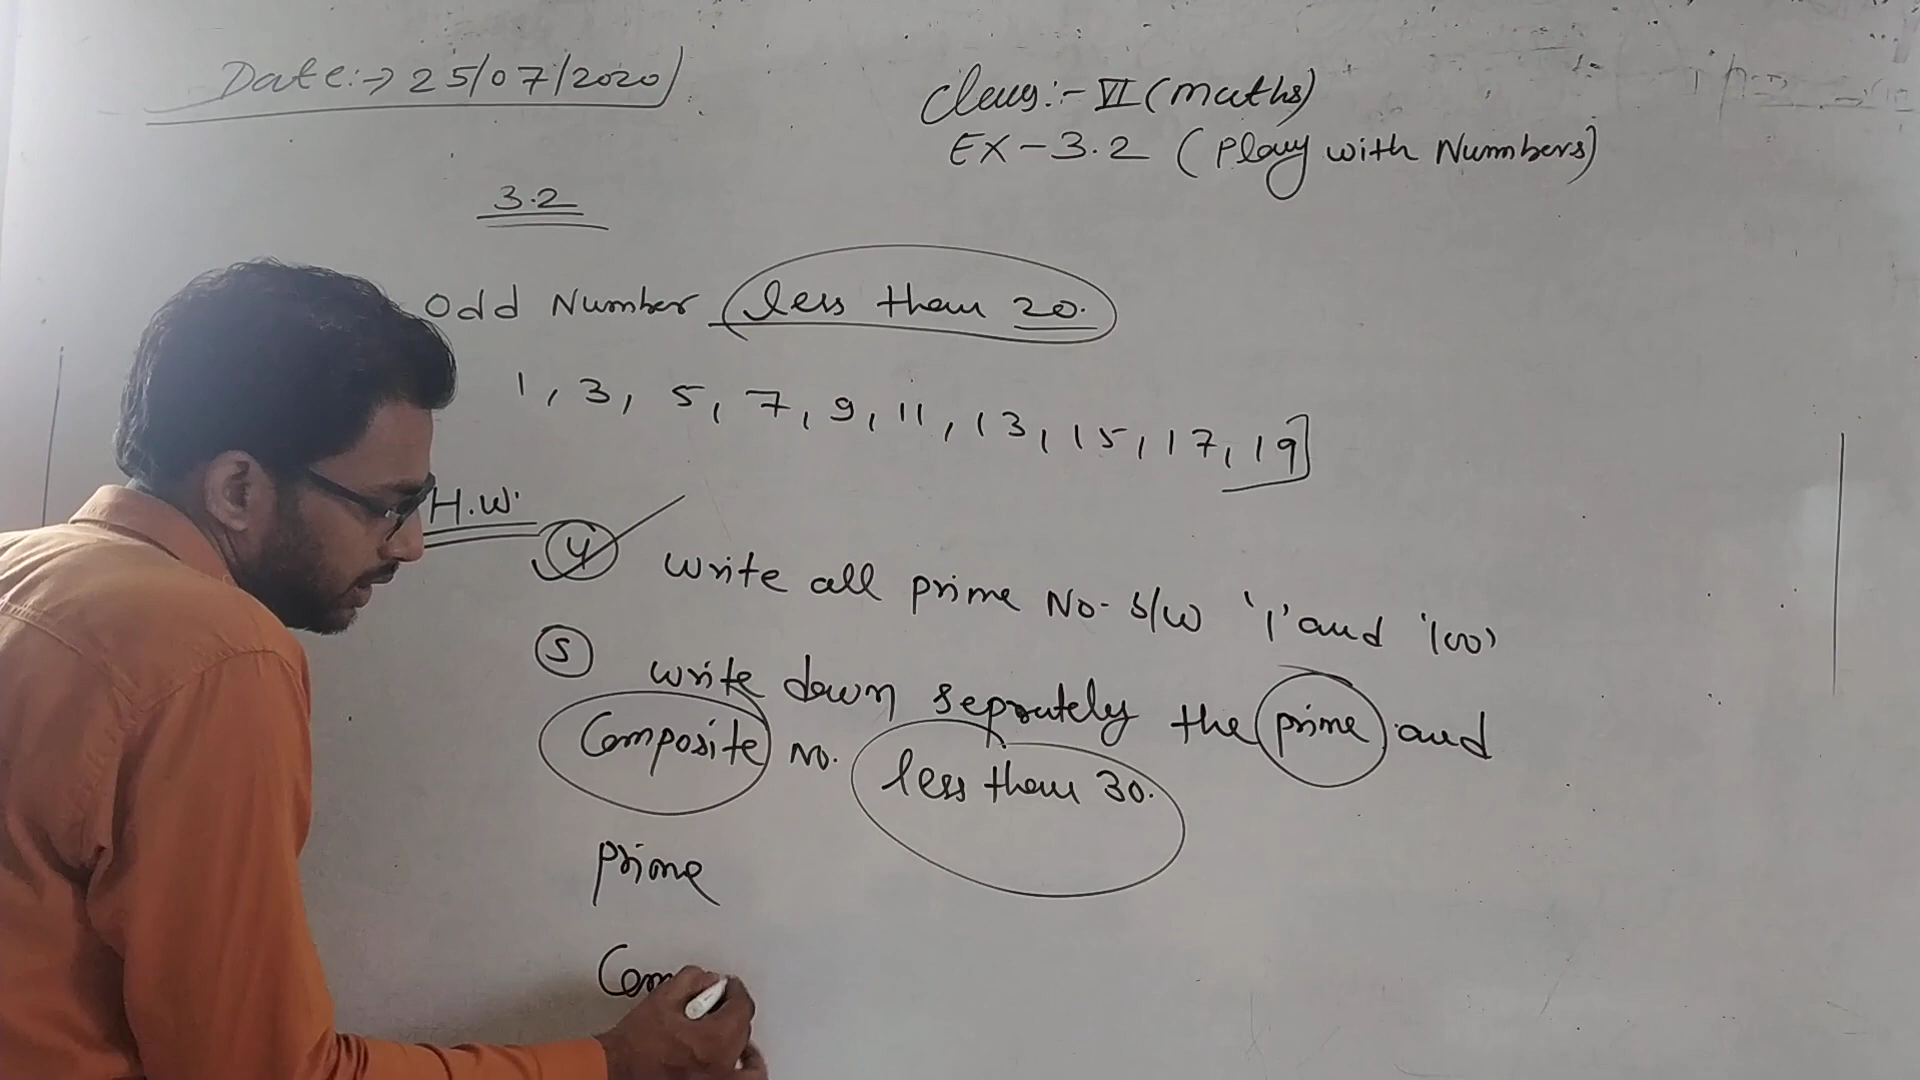 Date:→ 25/07/2020
Class:- VI (maths)
EX-3.2 (Play with Numbers)
3.2
Odd Number less than 20.
1, 3, 5, 7, 9, 11, 13, 15, 17, 19
H.W.
4 write all prime No. b/w '1' and '100'
5 write down seprately the prime and
Composite no. less than 30.
prime
Com